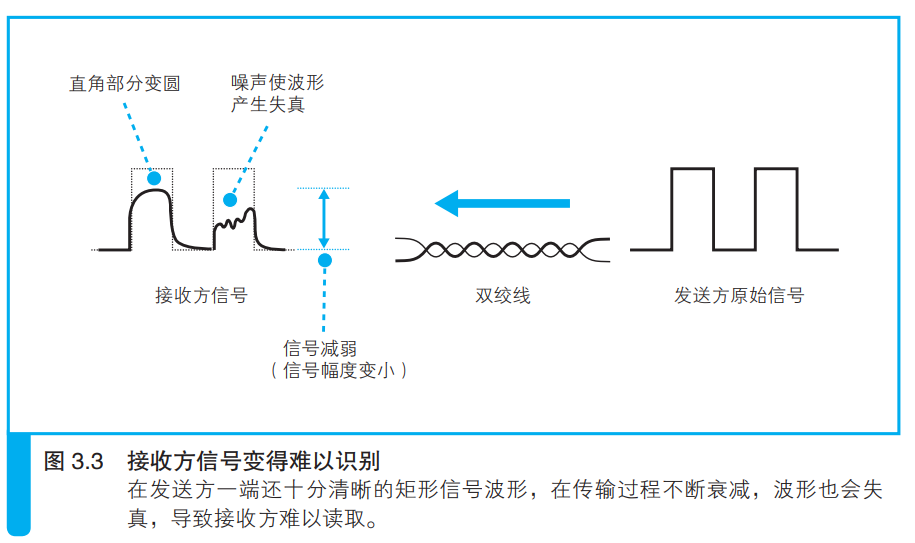 直角部分变圆
噪声使波形
产生失真
接收方信号
双绞线
发送方原始信号
信号减弱
（信号幅度变小）
图 3.3 接收方信号变得难以识别
在发送方一端还十分清晰的矩形信号波形，在传输过程不断衰减，波形也会失
真，导致接收方难以读取。